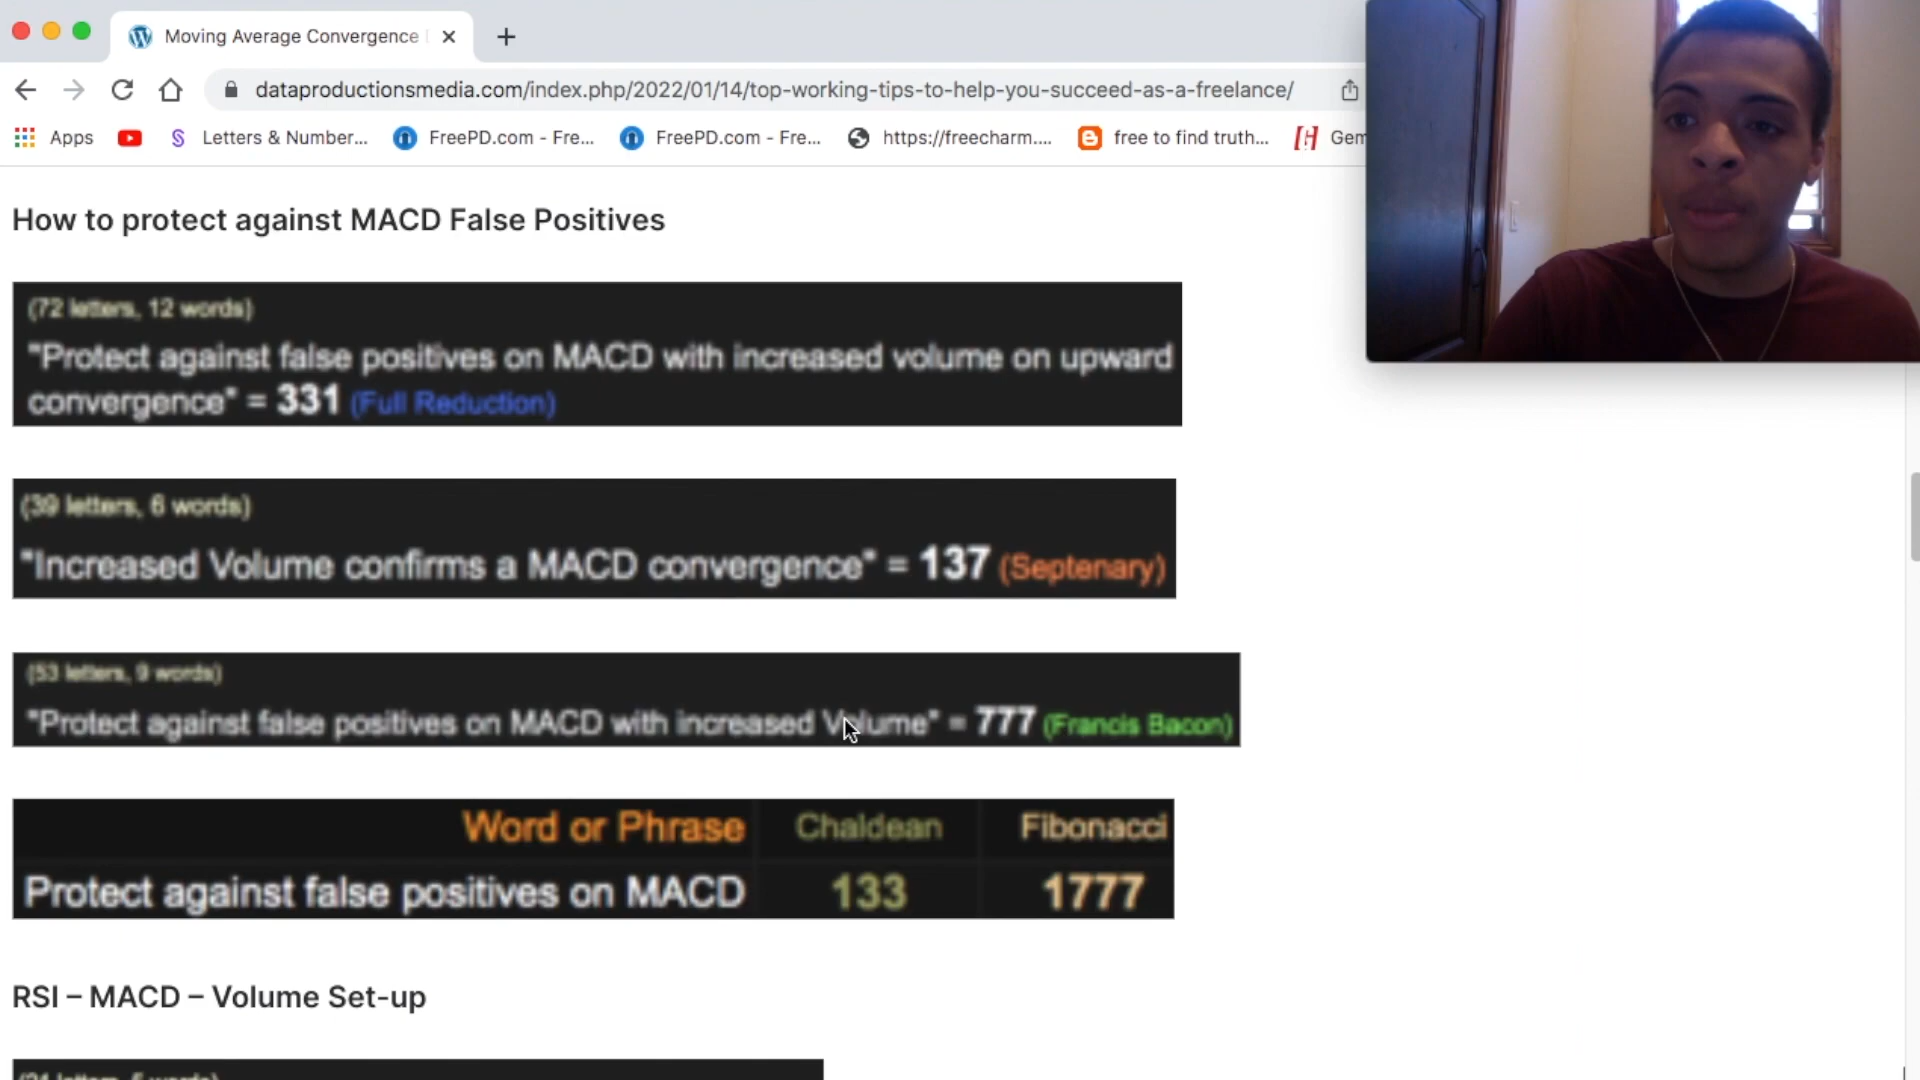 Moving Average Convergence
dataproductionsmedia.com/index.php/2022/01/14/top-working-tips-to-help-you-succeed-as-a-freelance/
Apps
Letters & Number...
FreePD.com - Fre...
FreePD.com - Fre...
https://freecharm....
free to find truth...
Gem
How to protect against MACD False Positives
(72 letters, 12 words)
"Protect against false positives on MACD with increased volume on upward
convergence" = 331 (Full Reduction)
(39 letters, 6 words)
"Increased Volume confirms a MACD convergence" = 137 (Septenary)
(53 letters, 9 words)
"Protect against false positives on MACD with increased Volume" = 777 (Francis Bacon)
Word or Phrase Chaldean Fibonacci
Protect against false positives on MACD 133 1777
RSI – MACD – Volume Set-up